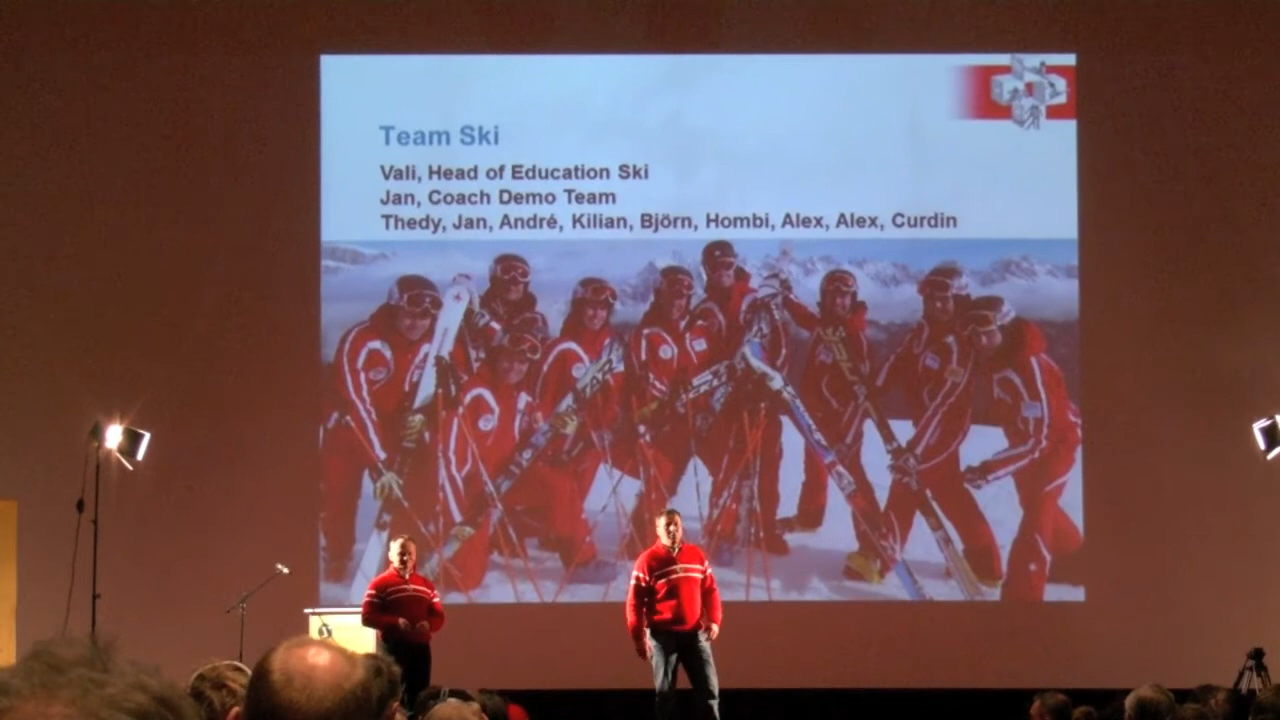 Team Ski
Vali, Head of Education Ski
Jan, Coach Demo Team
Thedy, Jan, André, Kilian, Björn, Hombi, Alex, Alex, Curdin